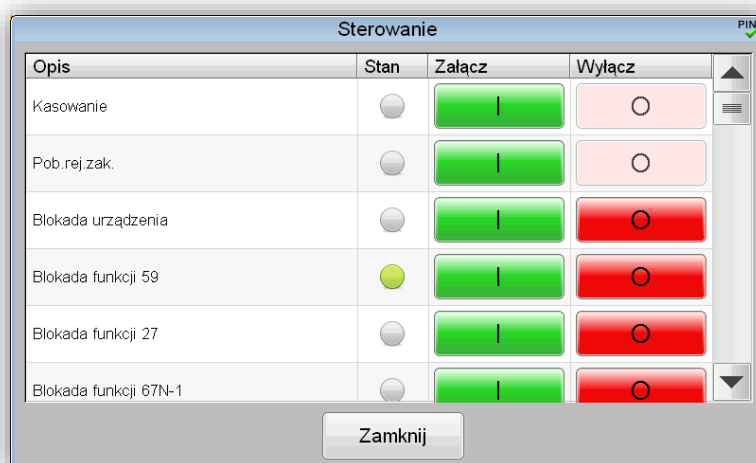 Sterowanie
PIN
Opis Stan Załącz Wyłącz
Kasowanie I O
Pob.rej.zak. I O
Blokada urządzenia I O
Blokada funkcji 59 I O
Blokada funkcji 27 I O
Blokada funkcji 67N-1 I O
Zamknij